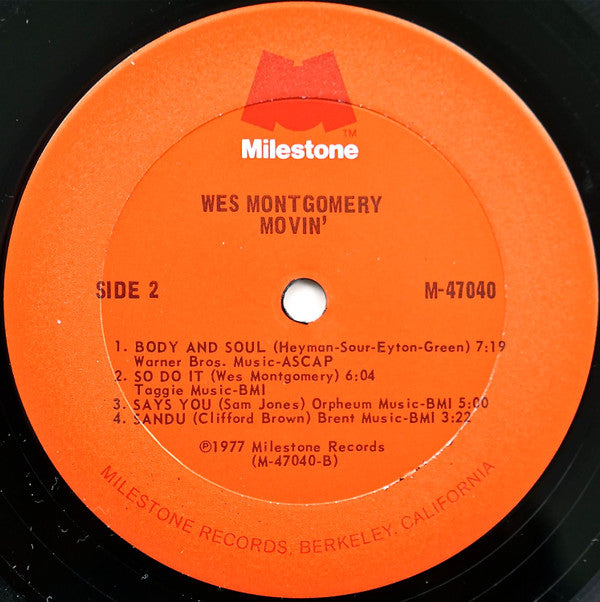 TM
Milestone
WES MONTGOMERY
MOVIN'
SIDE 2
M-47040
1. BODY AND SOUL (Heyman-Sour-Eyton-Green) 7:19
Warner Bros. Music-ASCAP
2. SO DO IT (Wes Montgomery) 6:04
Taggie Music-BMI
3. SAYS YOU (Sam Jones) Orpheum Music-BMI 5:00
4. SANDU (Clifford Brown) Brent Music-BMI 3:22
℗1977 Milestone Records
(M-47040-B)
MILESTONE RECORDS, BERKELEY, CALIFORNIA